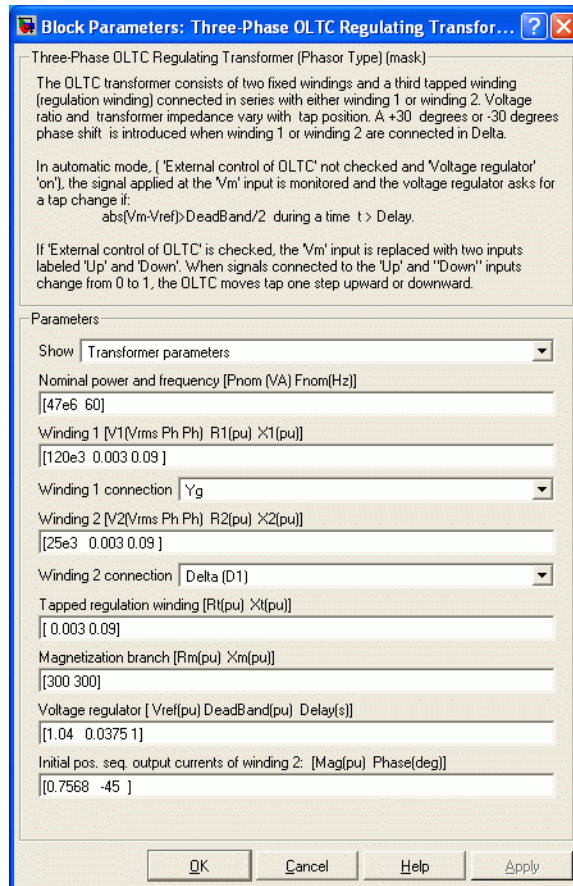 Block Parameters: Three-Phase OLTC Regulating Transfor...
Three-Phase OLTC Regulating Transformer (Phasor Type) (mask)
The OLTC transformer consists of two fixed windings and a third tapped winding
(regulation winding) connected in series with either winding 1 or winding 2. Voltage
ratio and transformer impedance vary with tap position. A +30 degrees or -30 degrees
phase shift is introduced when winding 1 or winding 2 are connected in Delta.
In automatic mode, ( 'External control of OLTC' not checked and 'Voltage regulator'
'on'), the signal applied at the 'Vm' input is monitored and the voltage regulator asks for
a tap change if:
abs(Vm-Vref)>DeadBand/2 during a time t > Delay.
If 'External control of OLTC' is checked, the 'Vm' input is replaced with two inputs
labeled 'Up' and 'Down'. When signals connected to the 'Up' and "Down" inputs
change from 0 to 1, the OLTC moves tap one step upward or downward.
Parameters
Show Transformer parameters
Nominal power and frequency [Pnom (VA) Fnom(Hz)]
[47e6 60]
Winding 1 [V1(Vrms Ph Ph) R1(pu) X1(pu)]
[120e3 0.003 0.09 ]
Winding 1 connection Yg
Winding 2 [V2(Vrms Ph Ph) R2(pu) X2(pu)]
[25e3 0.003 0.09 ]
Winding 2 connection Delta (D1)
Tapped regulation winding [Rt(pu) Xt(pu)]
[ 0.003 0.09]
Magnetization branch [Rm(pu) Xm(pu)]
[300 300]
Voltage regulator [ Vref(pu) DeadBand(pu) Delay(s)]
[1.04 0.0375 1]
Initial pos. seq. output currents of winding 2: [Mag(pu) Phase(deg)]
[0.7568 -45 ]
OK Cancel Help Apply